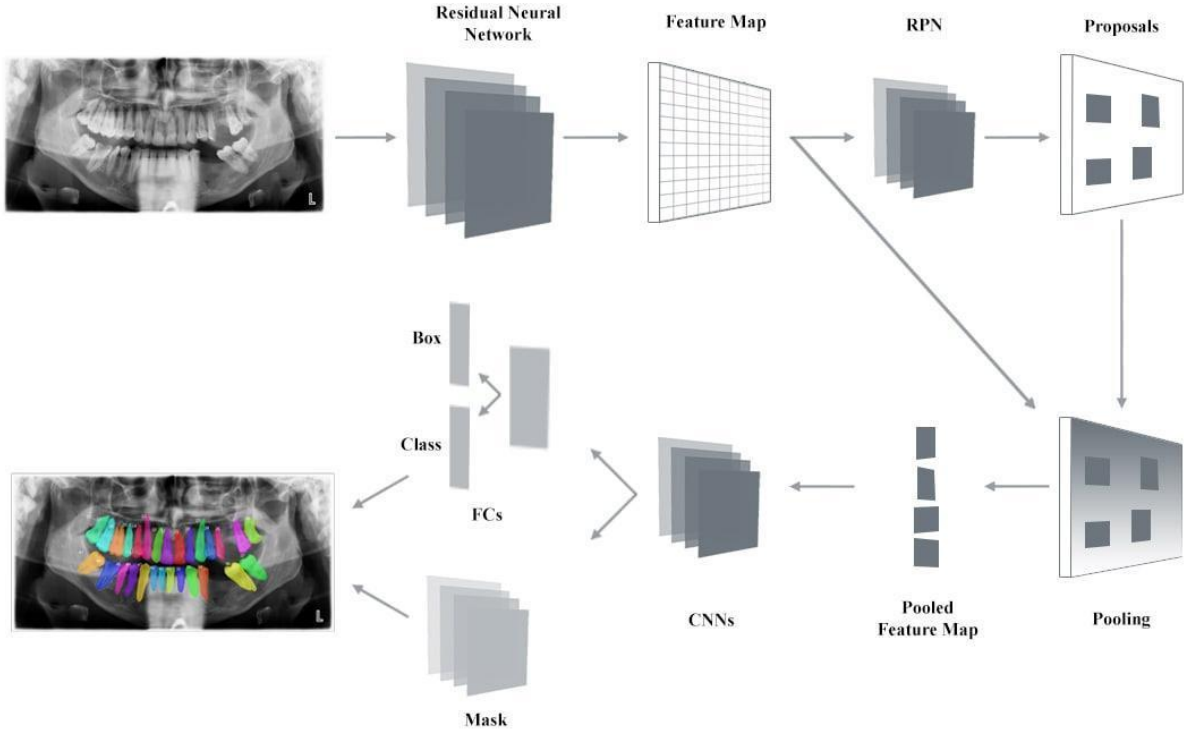 Residual Neural
Network
Feature Map
RPN
Proposals
L
Box
Class
FCs
CNNs
Pooled
Feature Map
Pooling
L
Mask